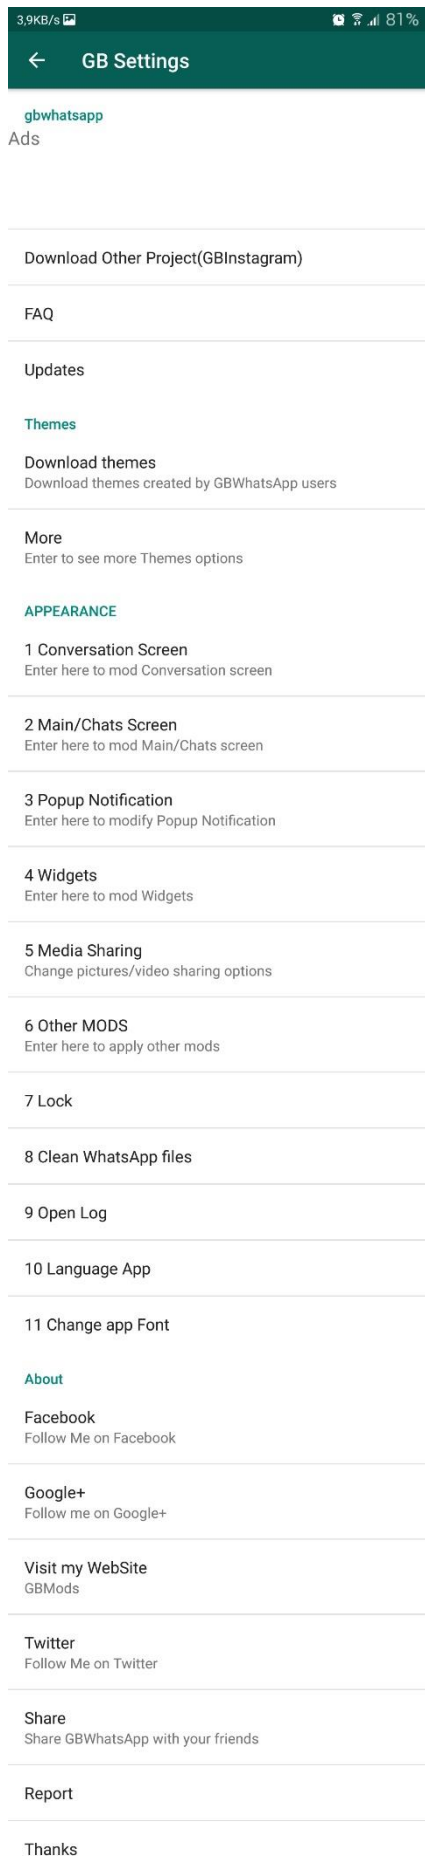 3,9KB/s 81%
GB Settings
gbwhatsapp
Ads
Download Other Project(GBInstagram)
FAQ
Updates
Themes
Download themes
Download themes created by GBWhatsApp users
More
Enter to see more Themes options
APPEARANCE
1 Conversation Screen
Enter here to mod Conversation screen
2 Main/Chats Screen
Enter here to mod Main/Chats screen
3 Popup Notification
Enter here to modify Popup Notification
4 Widgets
Enter here to mod Widgets
5 Media Sharing
Change pictures/video sharing options
6 Other MODS
Enter here to apply other mods
7 Lock
8 Clean WhatsApp files
9 Open Log
10 Language App
11 Change app Font
About
Facebook
Follow Me on Facebook
Google+
Follow me on Google+
Visit my WebSite
GBMods
Twitter
Follow Me on Twitter
Share
Share GBWhatsApp with your friends
Report
Thanks